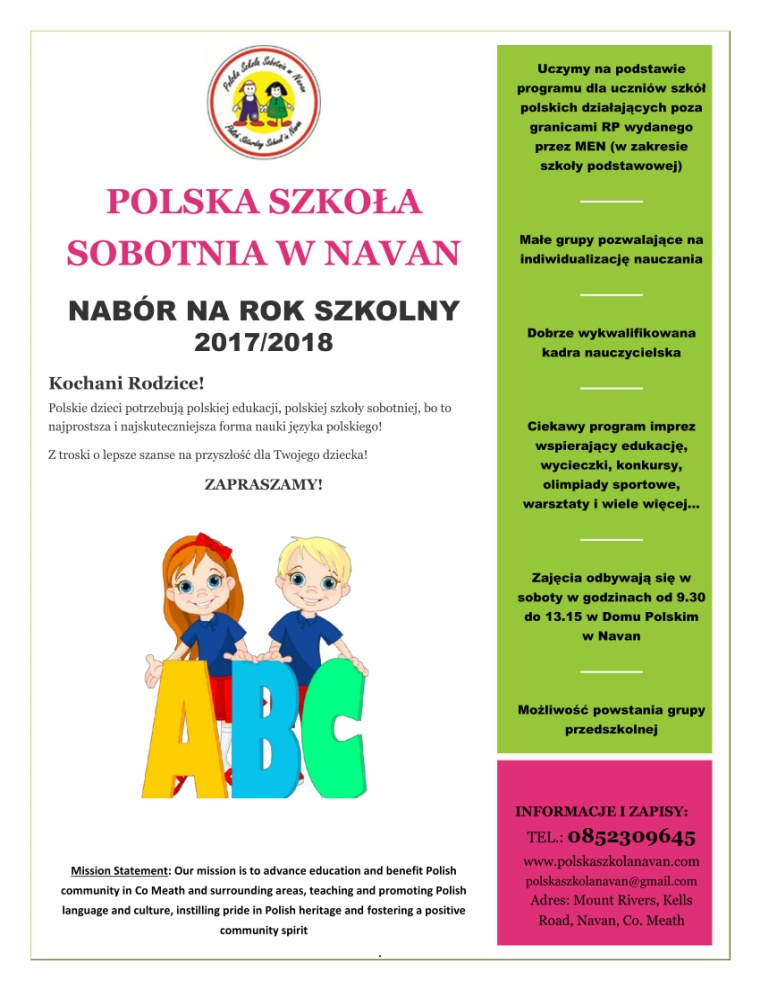 Polska Szkoła Sobotnia w Navan
Polish Saturday School in Navan
POLSKA SZKOŁA
SOBOTNIA W NAVAN
NABÓR NA ROK SZKOLNY
2017/2018
Kochani Rodzice!
Polskie dzieci potrzebują polskiej edukacji, polskiej szkoły sobotniej, bo to
najprostsza i najskuteczniejsza forma nauki języka polskiego!
Z troski o lepsze szanse na przyszłość dla Twojego dziecka!
ZAPRASZAMY!
ABC
Mission Statement: Our mission is to advance education and benefit Polish
community in Co Meath and surrounding areas, teaching and promoting Polish
language and culture, instilling pride in Polish heritage and fostering a positive
community spirit
.
Uczymy na podstawie
programu dla uczniów szkół
polskich działających poza
granicami RP wydanego
przez MEN (w zakresie
szkoły podstawowej)
Małe grupy pozwalające na
indiwidualizację nauczania
Dobrze wykwalifikowana
kadra nauczycielska
Ciekawy program imprez
wspierający edukację,
wycieczki, konkursy,
olimpiady sportowe,
warsztaty i wiele więcej...
Zajęcia odbywają się w
soboty w godzinach od 9.30
do 13.15 w Domu Polskim
w Navan
Możliwość powstania grupy
przedszkolnej
INFORMACJE I ZAPISY:
TEL.: 0852309645
www.polskaszkolanavan.com
polskaszkolanavan@gmail.com
Adres: Mount Rivers, Kells
Road, Navan, Co. Meath